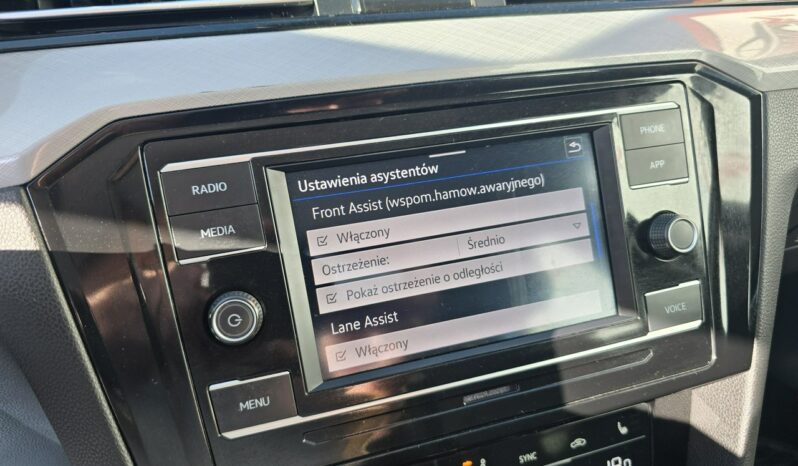 RADIO
MEDIA
MENU
Ustawienia asystentów
Front Assist (wspom.hamow.awaryjnego)
Włączony
Ostrzeżenie: Średnio
Pokaż ostrzeżenie o odległości
Lane Assist
Włączony
PHONE
APP
VOICE
SYNC